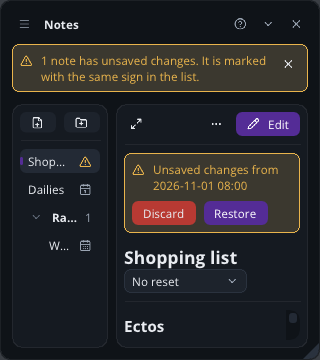 Notes
1 note has unsaved changes. It is marked
with the same sign in the list.
Edit
Shop...
Dailies
Ra... 1
W...
Unsaved changes from
2026-11-01 08:00
Discard Restore
Shopping list
No reset
Ectos